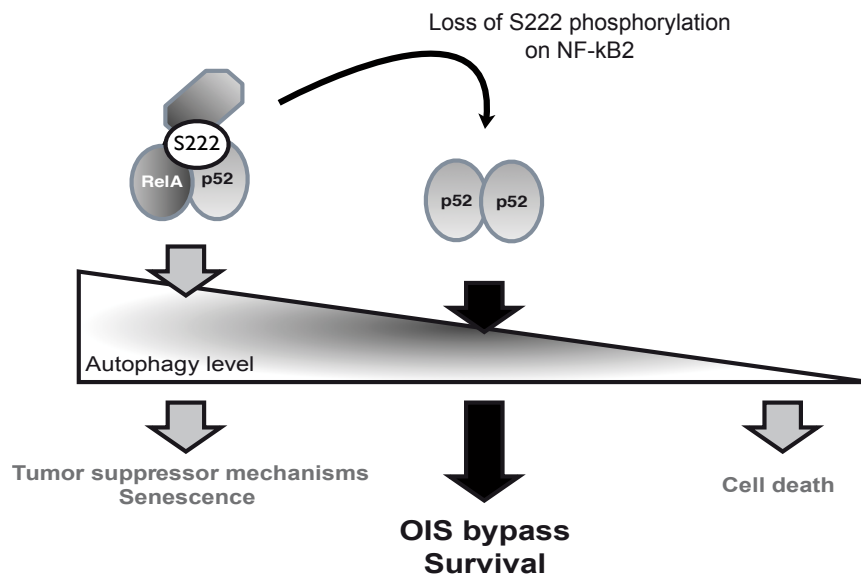 Loss of S222 phosphorylation
on NF-kB2
S222
RelA
p52
p52
p52
Autophagy level
Tumor suppressor mechanisms
Senescence
Cell death
OIS bypass
Survival